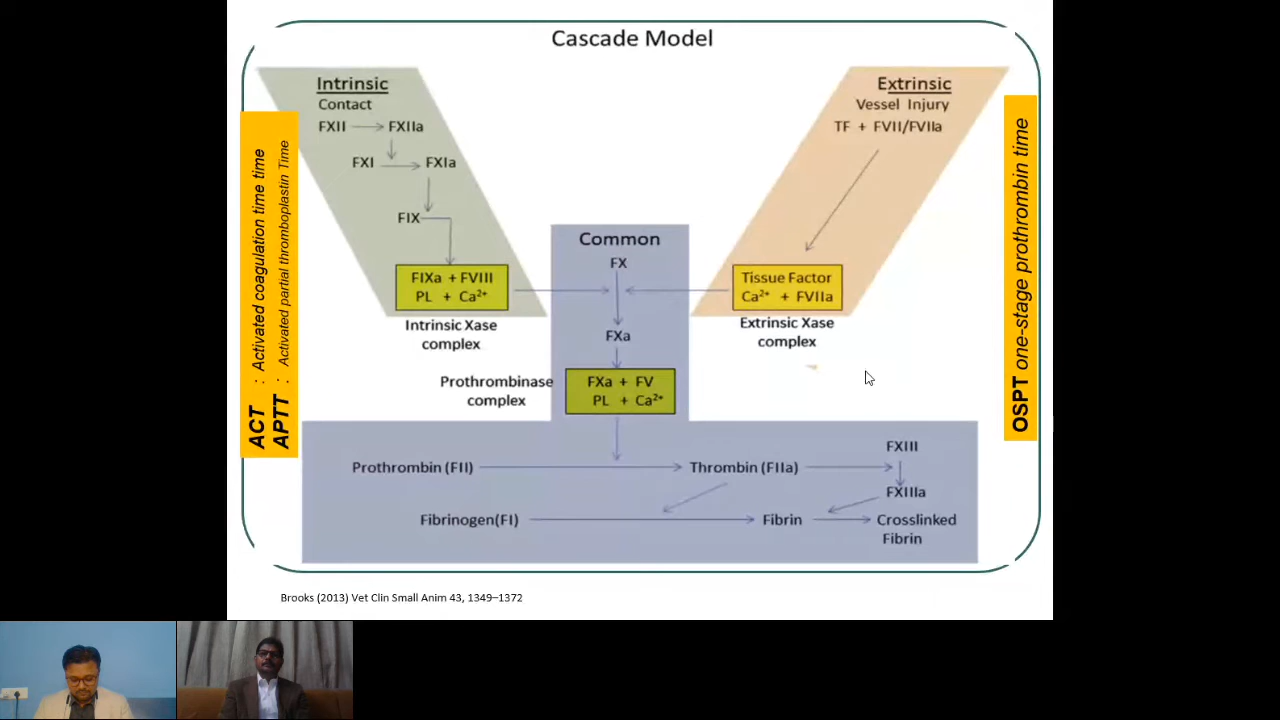 Cascade Model
Intrinsic
Contact
FXII
FXIIa
FXI
FXIa
FIX
FIXa + FVIII
PL + Ca²⁺
Intrinsic Xase
complex
Common
FX
FXa
Prothrombinase
complex
FXa + FV
PL + Ca²⁺
Extrinsic
Vessel Injury
TF + FVII/FVIIa
Tissue Factor
Ca²⁺ + FVIIa
Extrinsic Xase
complex
Prothrombin (FII)
Thrombin (FIIa)
FXIII
FXIIIa
Fibrinogen(FI)
Fibrin
Crosslinked
Fibrin
ACT : Activated coagulation time time
APTT : Activated partial thromboplastin Time
OSPT one-stage prothrombin time
Brooks (2013) Vet Clin Small Anim 43, 1349–1372